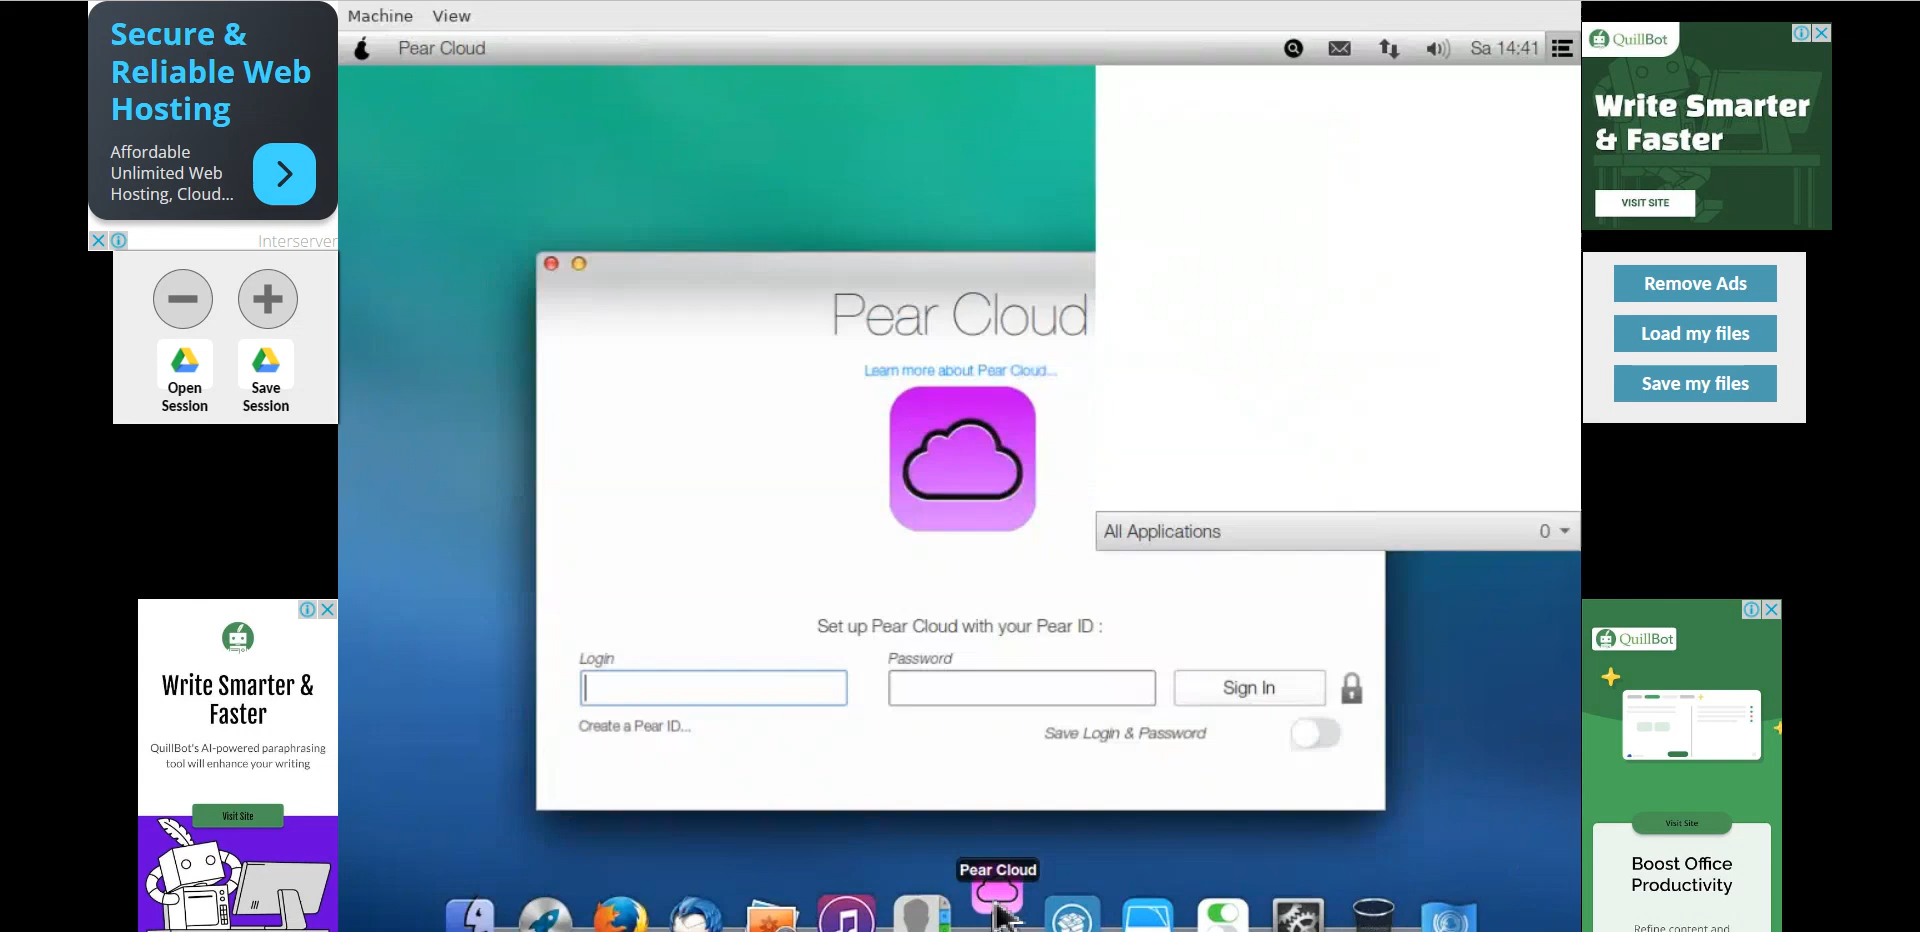 Secure &
Reliable Web
Hosting
Affordable
Unlimited Web
Hosting, Cloud...
Interserver
Open
Session
Save
Session
Write Smarter &
Faster
QuillBot's AI-powered paraphrasing
tool will enhance your writing
Visit Site
Machine View
Pear Cloud
Sa 14:41
Pear Cloud
Learn more about Pear Cloud...
All Applications 0
Set up Pear Cloud with your Pear ID :
Login Password
Sign In
Create a Pear ID...
Save Login & Password
Pear Cloud
QuillBot
Write Smarter
& Faster
VISIT SITE
Remove Ads
Load my files
Save my files
QuillBot
Visit Site
Boost Office
Productivity
Refine content and